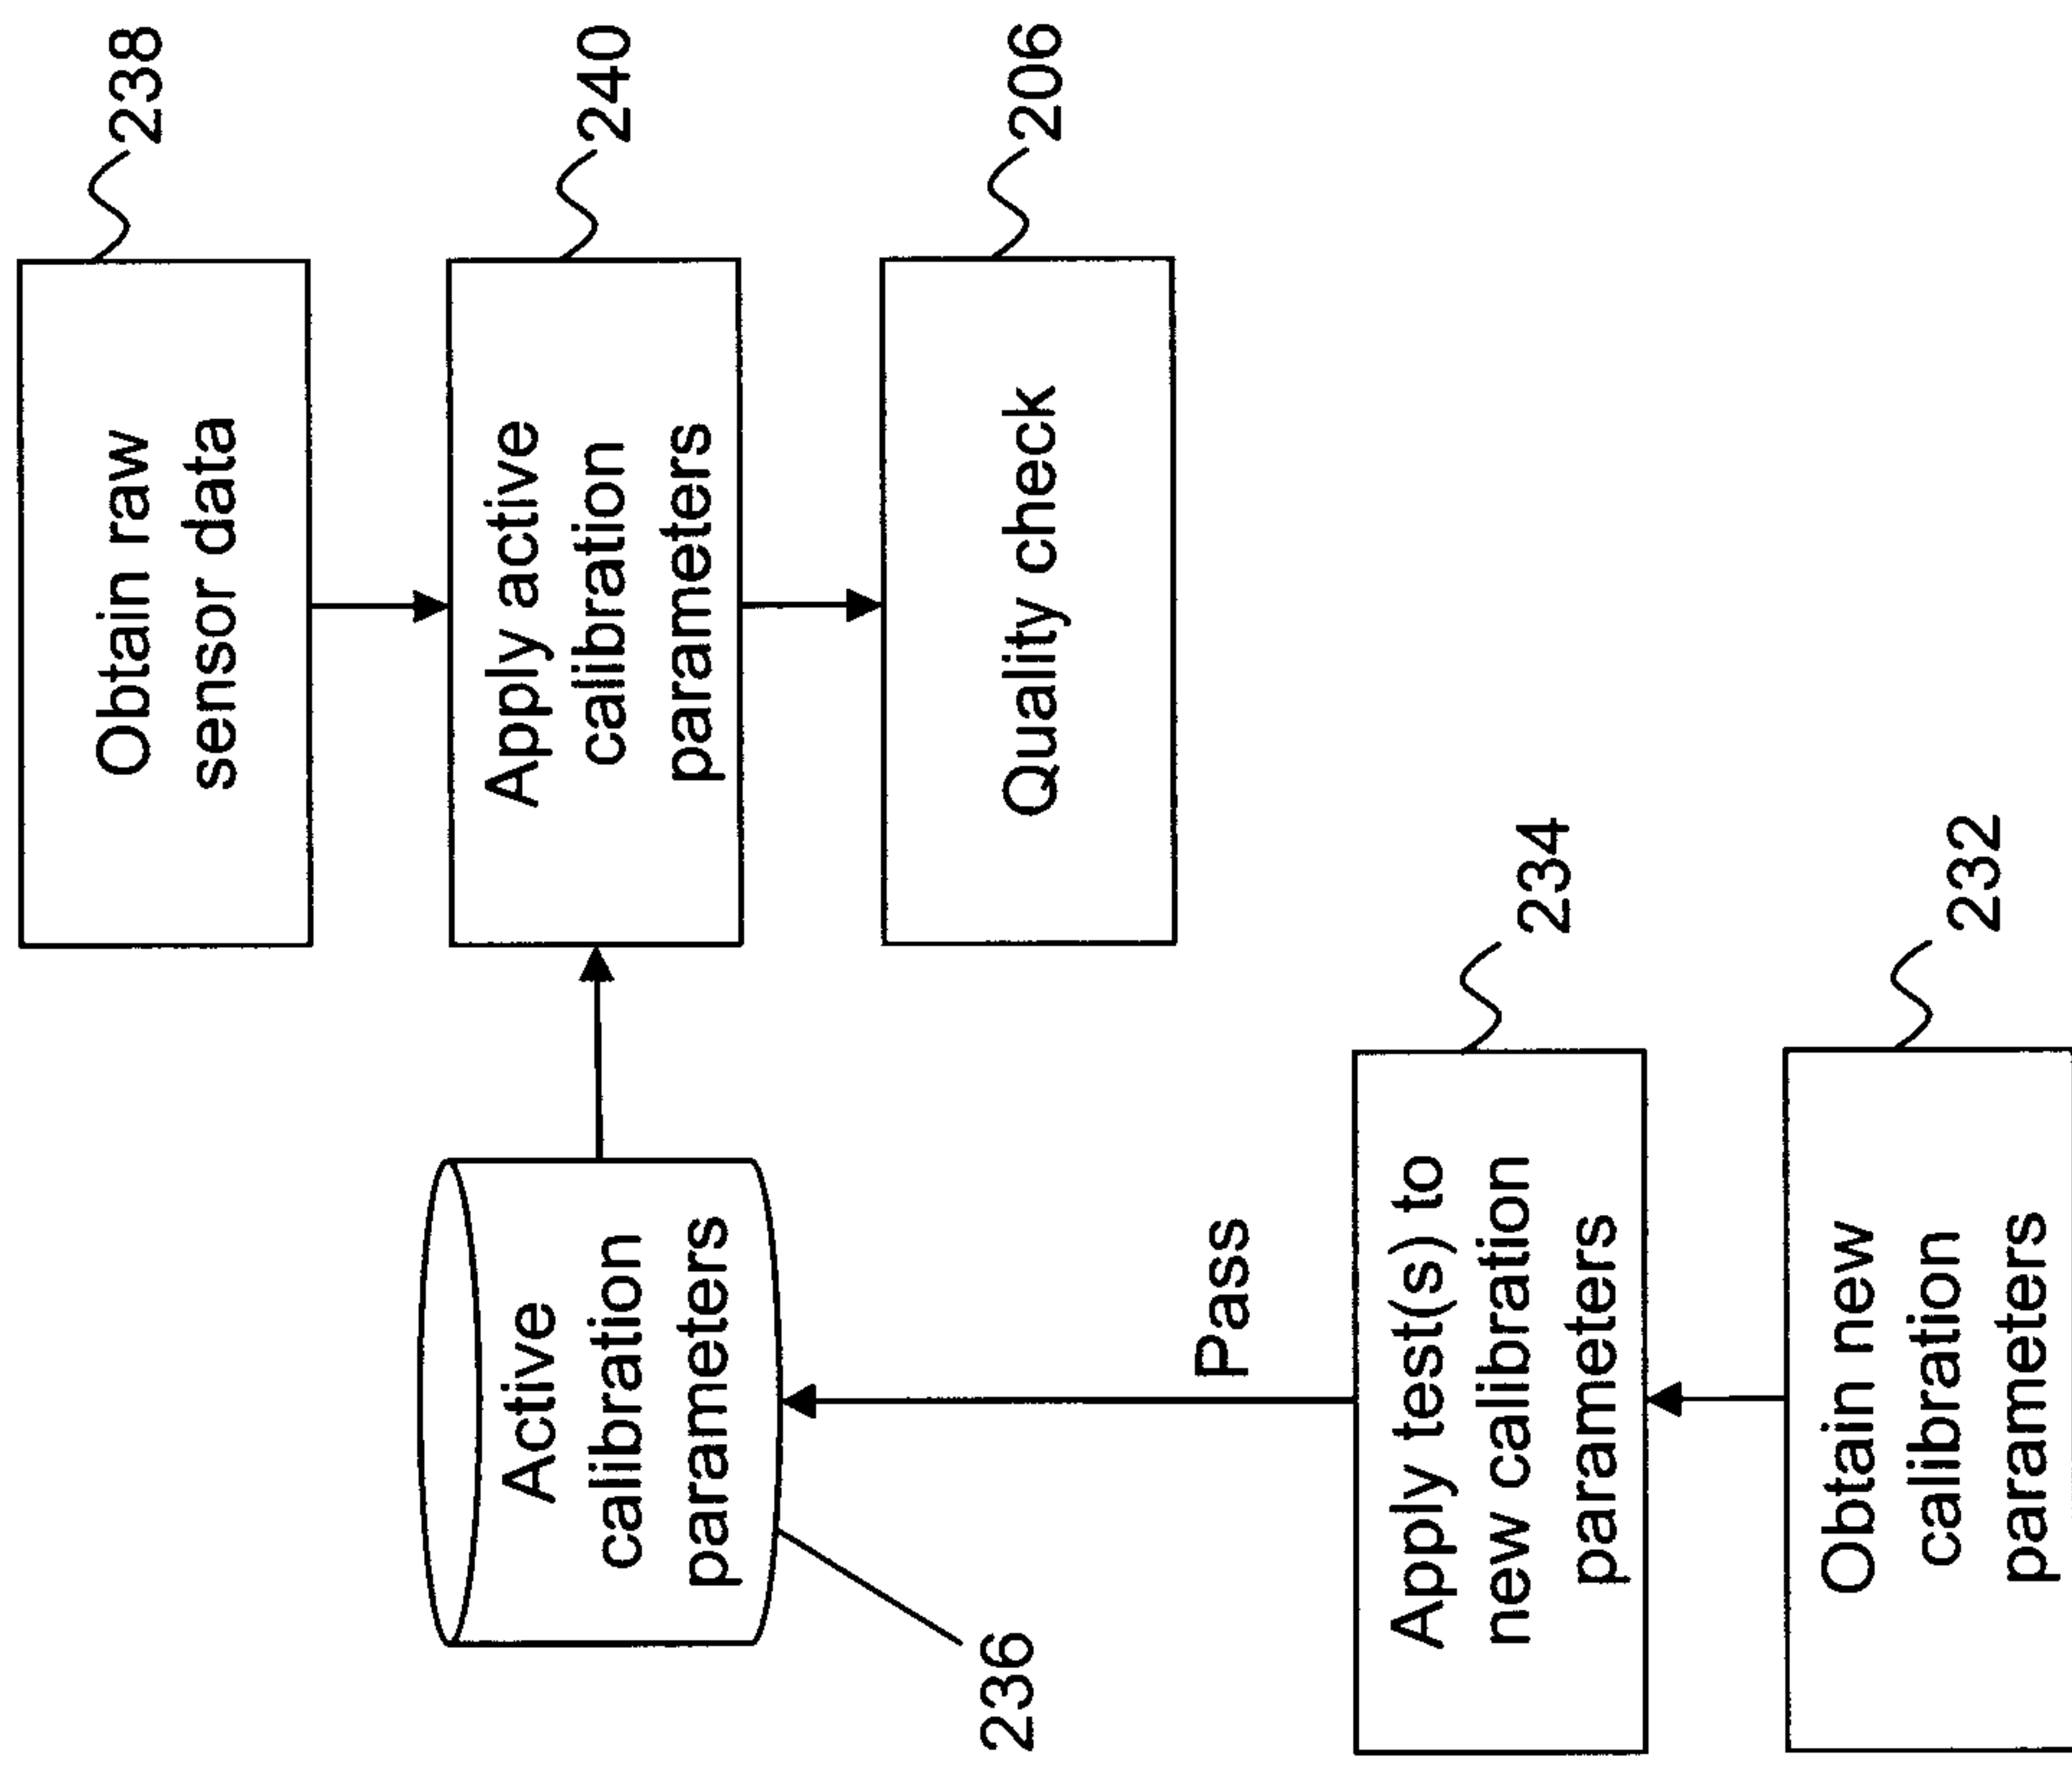 Obtain raw
sensor data
238
Apply active
calibration
parameters
240
Quality check
206
Active
calibration
parameters
236
Pass
Apply test(s) to
new calibration
parameters
234
Obtain new
calibration
parameters
232